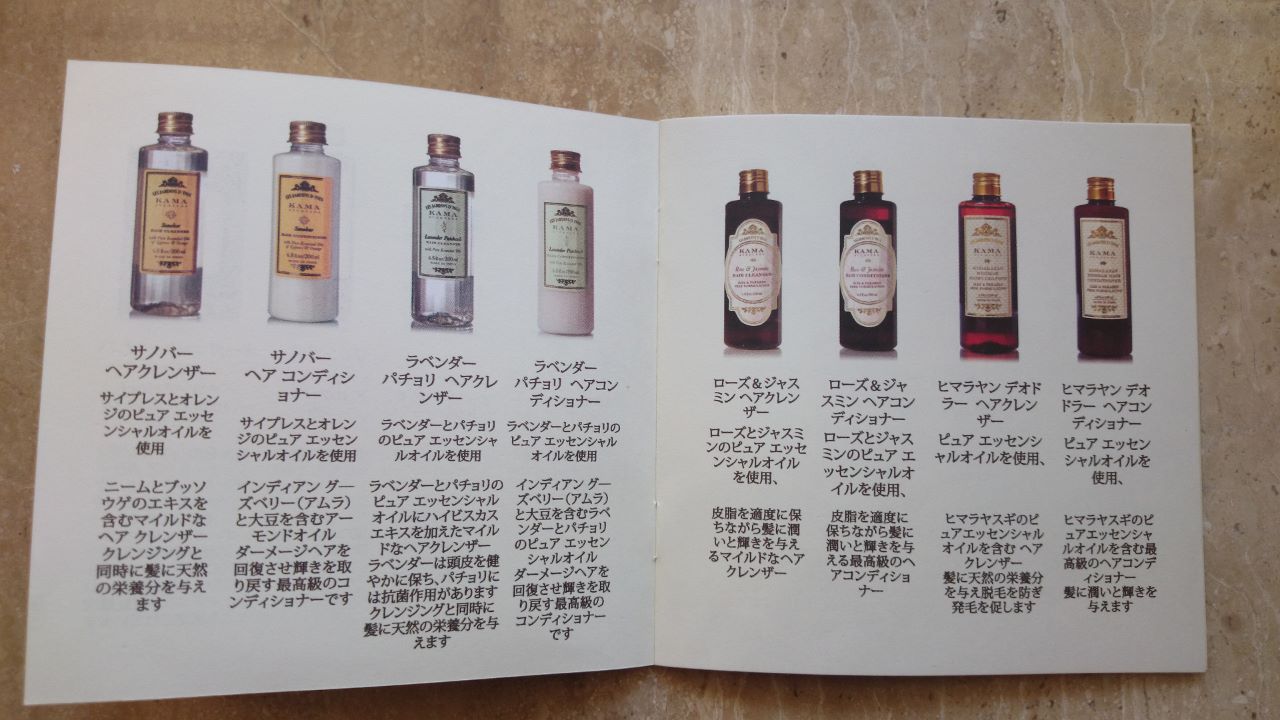 KAMA
Sanobar
HAIR CLEANSER
KAMA
Sanobar
HAIR CONDITIONER
KAMA
Lavender Patchouli
HAIR CLEANSER
KAMA
Lavender Patchouli
HAIR CONDITIONER
KAMA
Rose & Jasmine
HAIR CLEANSER
KAMA
Rose & Jasmine
HAIR CONDITIONER
KAMA
KAMA
サノバー
ヘアクレンザー
サイプレスとオレン
ジのピュア エッセ
ンシャルオイルを
使用
ニームとブッソ
ウゲのエキスを
含むマイルドな
ヘア クレンザー
クレンジングと
同時に髪に天然
の栄養分を与え
ます
サノバー
ヘア コンディシ
ョナー
サイプレスとオレン
ジのピュア エッセン
シャルオイルを使用
インディアン グー
ズベリー（アムラ）
と大豆を含むアー
モンドオイル
ダーメージヘアを
回復させ輝きを取
り戻す最高級のコ
ンディショナーです
ラベンダー
パチョリ ヘアクレ
ンザー
ラベンダーとパチョリ
のピュア エッセンシャ
ルオイルを使用
ラベンダーとパチョリの
ピュア エッセンシャル
オイルにハイビスカス
エキスを加えたマイル
ドなヘアクレンザー
ラベンダーは頭皮を健
やかに保ち、パチョリに
は抗菌作用があります
クレンジングと同時に
髪に天然の栄養分を与
えます
ラベンダー
パチョリ ヘアコン
ディショナー
ラベンダーとパチョリの
ピュア エッセンシャル
オイルを使用
インディアン グー
ズベリー（アムラ）
と大豆を含むラベ
ンダーとパチョリ
のピュア エッセン
シャルオイル
ダーメージヘアを
回復させ輝きを取
り戻す最高級の
コンディショナー
です
ローズ＆ジャス
ミン ヘアクレン
ザー
ローズとジャスミ
ンのピュア エッセ
ンシャルオイル
を使用、
皮脂を適度に保
ちながら髪に潤
いと輝きを与え
るマイルドなヘア
クレンザー
ローズ＆ジャ
スミン ヘアコン
ディショナー
ローズとジャス
ミンのピュア エ
ッセンシャルオ
イルを使用、
皮脂を適度に
保ちながら髪に
潤いと輝きを与
える最高級のヘ
アコンディショ
ナー
ヒマラヤン デオド
ラー ヘアクレン
ザー
ピュア エッセンシ
ャルオイルを使用、
ヒマラヤスギのピ
ュアエッセンシャル
オイルを含む ヘア
クレンザー
髪に天然の栄養分
を与え脱毛を防ぎ
発毛を促します
ヒマラヤン デオ
ドラー ヘアコン
ディショナー
ピュア エッセン
シャルオイルを
使用、
ヒマラヤスギのピ
ュアエッセンシャ
ルオイルを含む最
高級のヘアコンデ
ィショナー
髪に潤いと輝きを
与えます